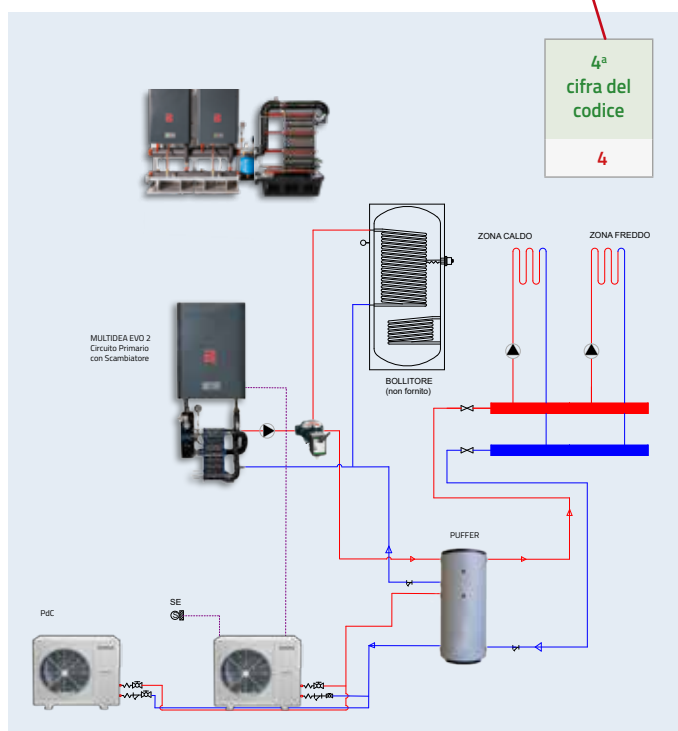 4ª
cifra del
codice
4
ZONA CALDO
ZONA FREDDO
MULTIDEA EVO 2
Circuito Primario
con Scambiatore
BOLLITORE
(non fornito)
PUFFER
SE
PdC